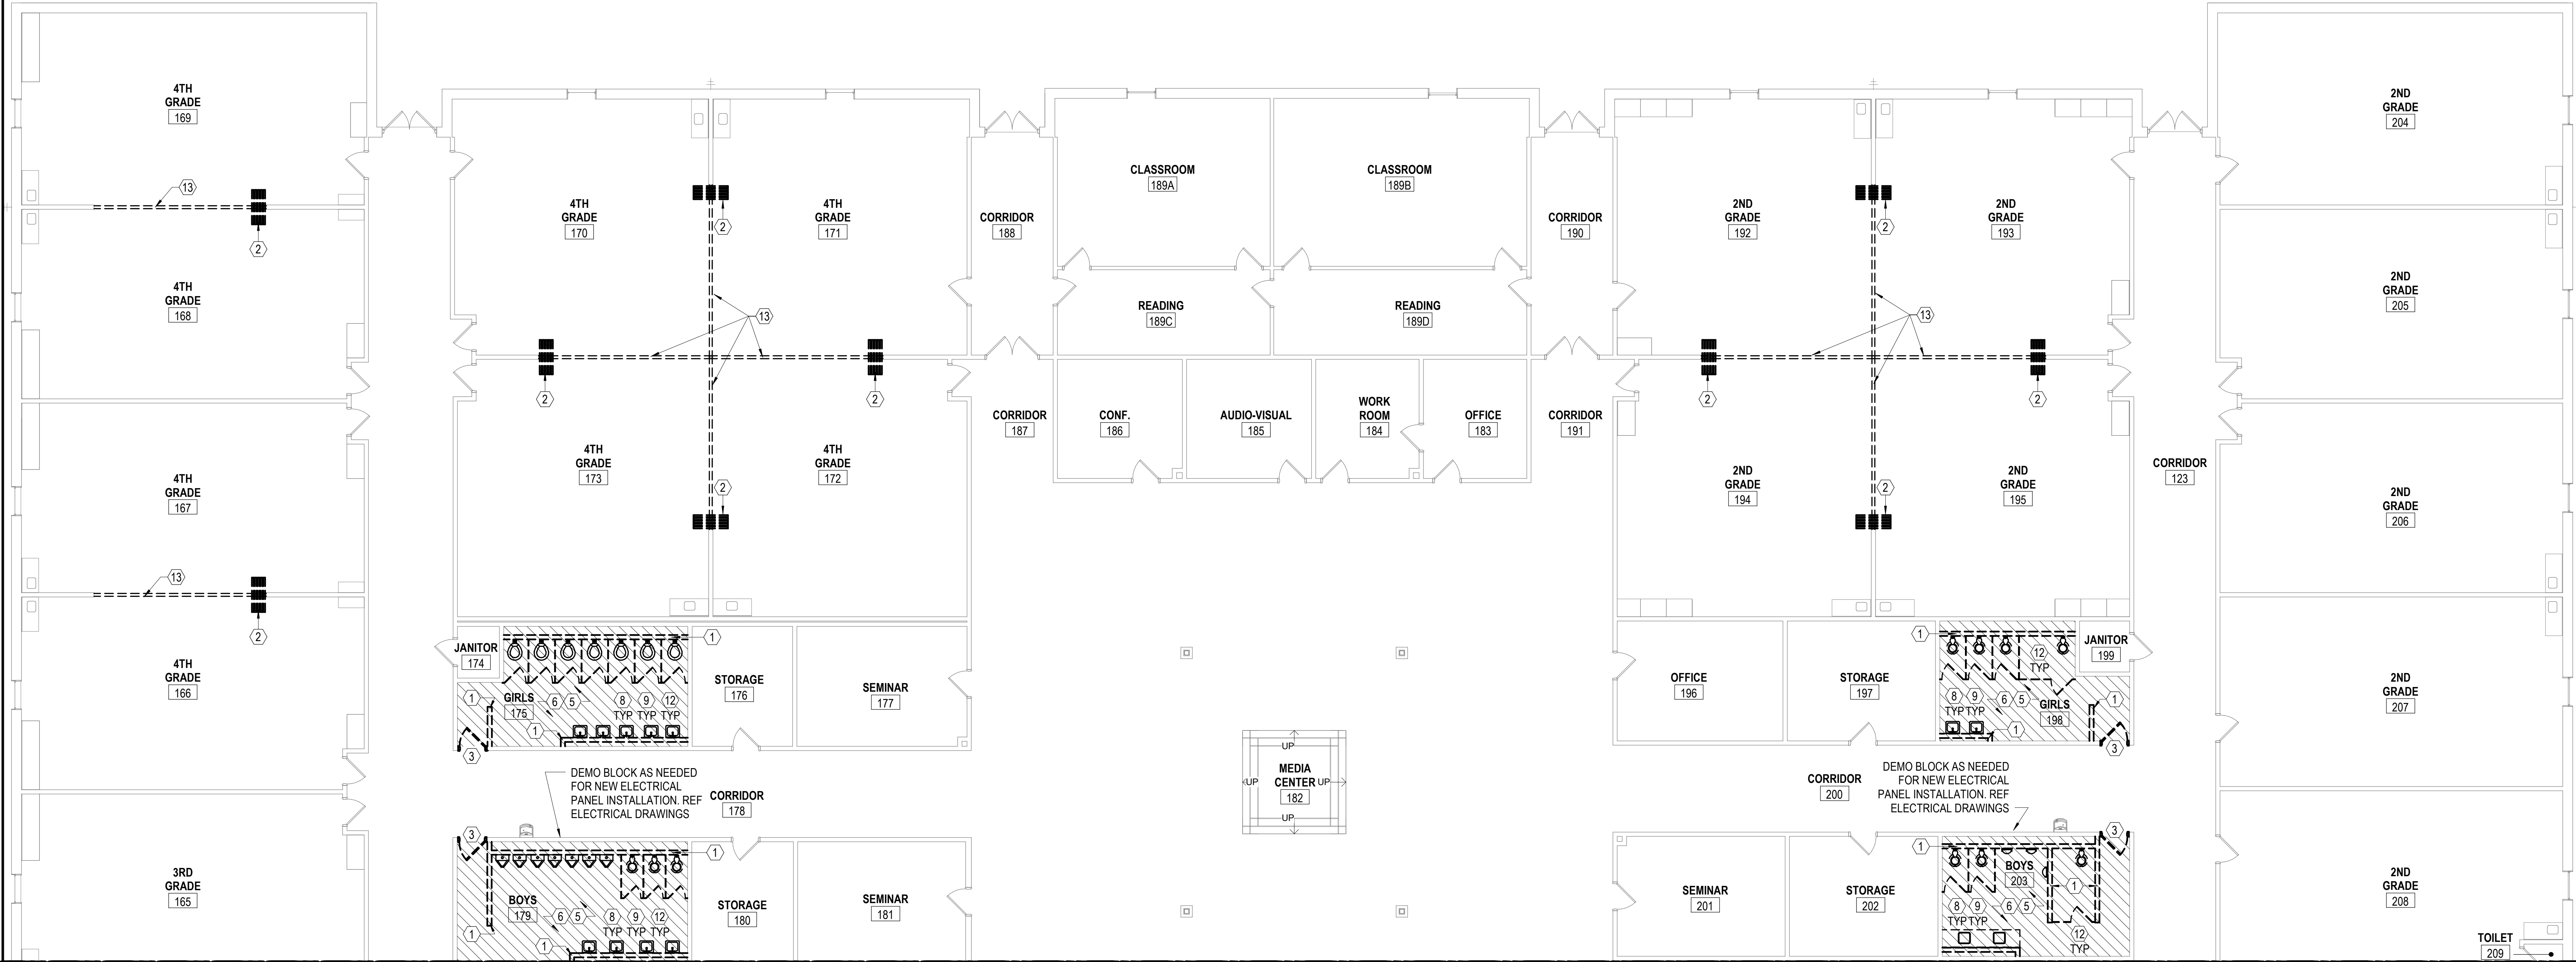 4TH
GRADE
169
13
2
4TH
GRADE
168
4TH
GRADE
167
13
2
4TH
GRADE
166
3RD
GRADE
165
4TH
GRADE
170
4TH
GRADE
171
2
13
2
2
4TH
GRADE
173
4TH
GRADE
172
2
JANITOR
174
1
1
GIRLS
175
6
5
8
TYP
9
TYP
12
TYP
1
3
STORAGE
176
SEMINAR
177
DEMO BLOCK AS NEEDED
FOR NEW ELECTRICAL
PANEL INSTALLATION. REF
ELECTRICAL DRAWINGS
CORRIDOR
178
3
1
BOYS
179
6
5
8
TYP
9
TYP
12
TYP
1
1
STORAGE
180
SEMINAR
181
CORRIDOR
188
CLASSROOM
189A
CLASSROOM
189B
READING
189C
READING
189D
CORRIDOR
190
CORRIDOR
187
CONF.
186
AUDIO-VISUAL
185
WORK
ROOM
184
OFFICE
183
CORRIDOR
191
UP
MEDIA
CENTER
182
UP
UP
UP
2ND
GRADE
192
2ND
GRADE
193
2
13
2
2
2ND
GRADE
194
2ND
GRADE
195
2
CORRIDOR
123
OFFICE
196
STORAGE
197
1
12
TYP
JANITOR
199
8
TYP
9
TYP
6
5
GIRLS
198
1
1
3
CORRIDOR
200
DEMO BLOCK AS NEEDED
FOR NEW ELECTRICAL
PANEL INSTALLATION. REF
ELECTRICAL DRAWINGS
3
1
SEMINAR
201
STORAGE
202
BOYS
203
1
8
TYP
9
TYP
6
5
12
TYP
2ND
GRADE
204
2ND
GRADE
205
2ND
GRADE
206
2ND
GRADE
207
2ND
GRADE
208
TOILET
209